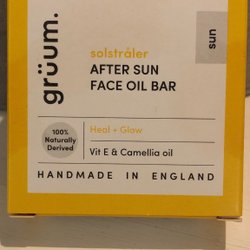 grüum.
sun
solstråler
AFTER SUN
FACE OIL BAR
100%
Naturally
Derived
Heal + Glow
Vit E & Camellia oil
HANDMADE IN ENGLAND